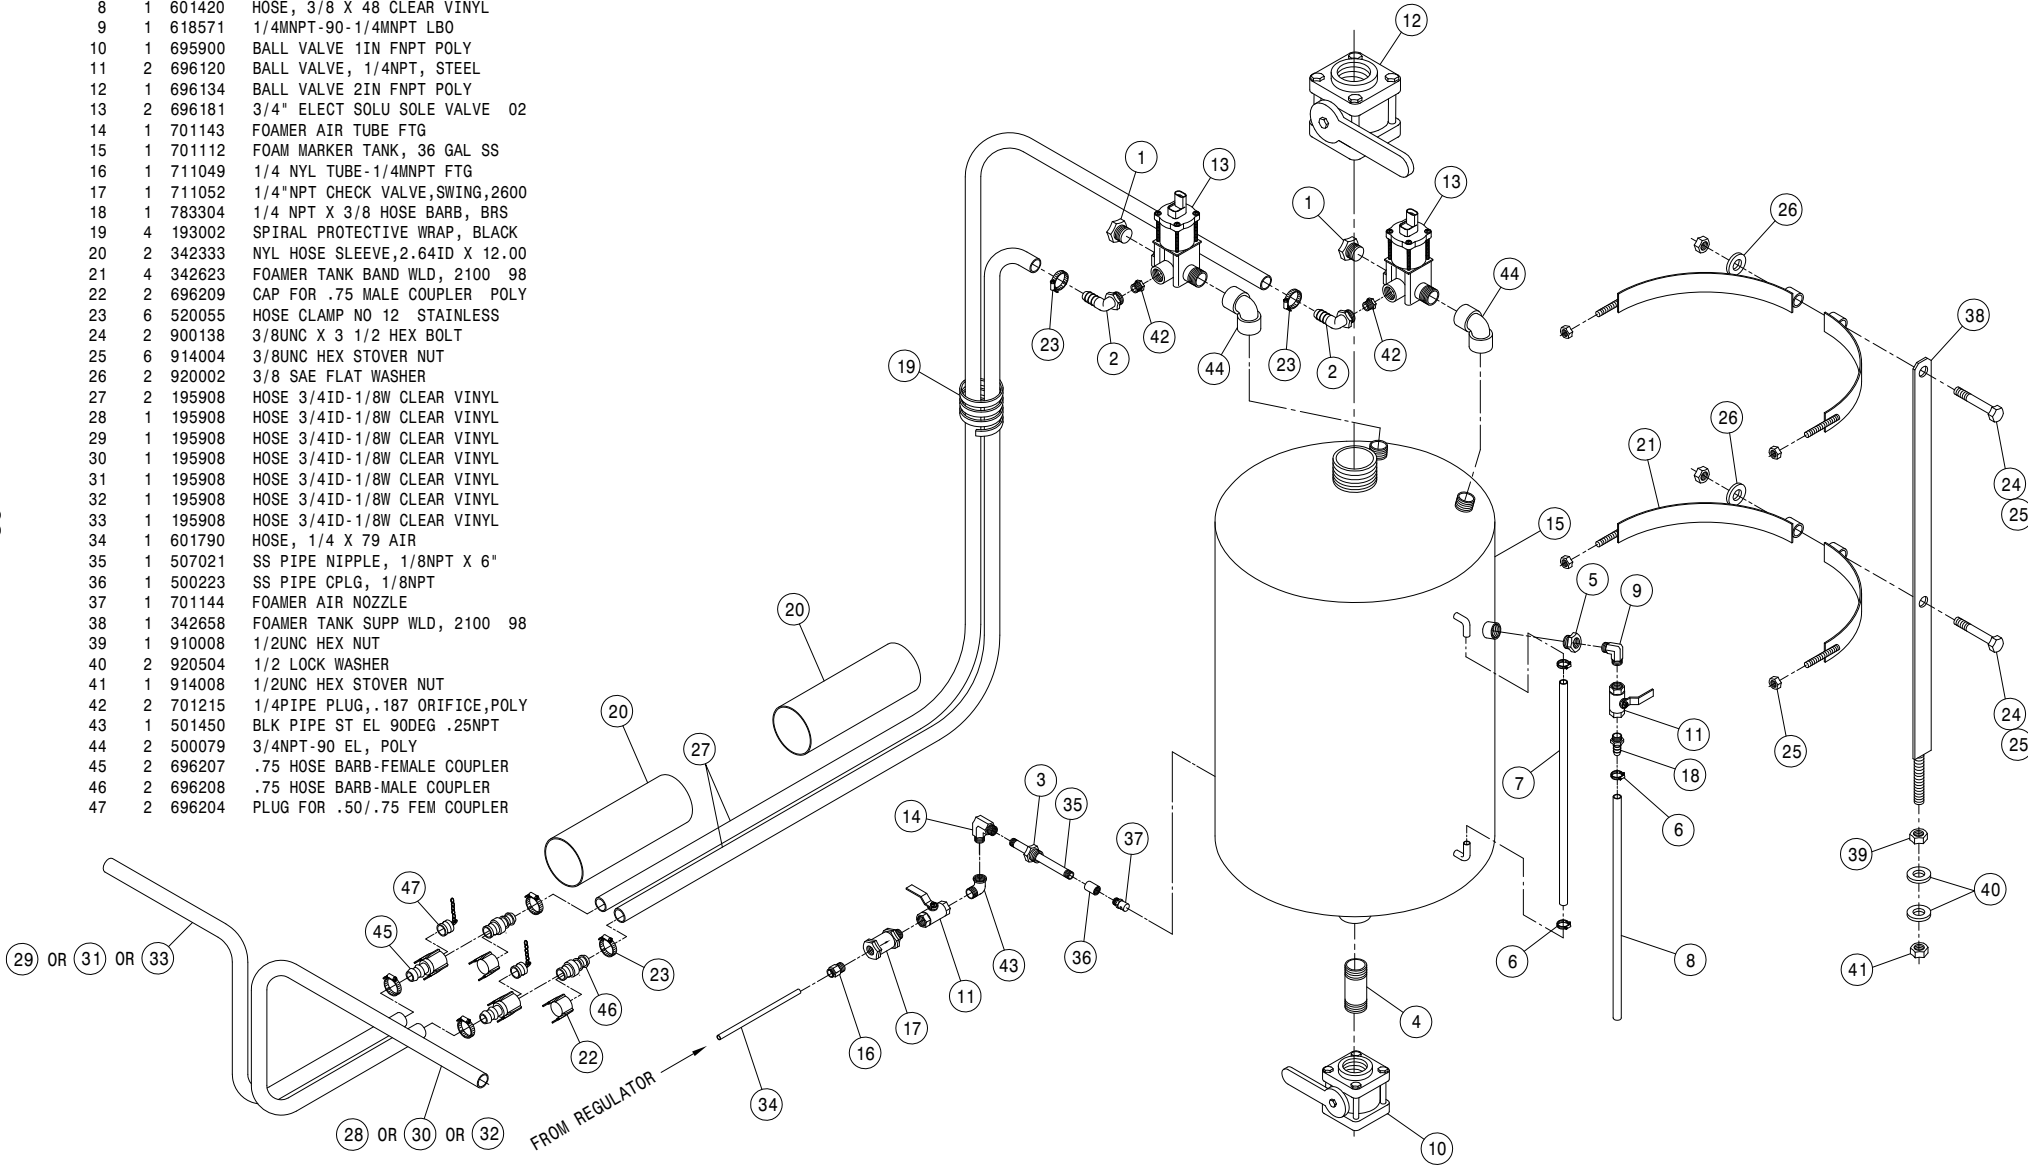 8 1 601420 HOSE, 3/8 X 48 CLEAR VINYL
9 1 618571 1/4MNPT-90-1/4MNPT LBO
10 1 695900 BALL VALVE 1IN FNPT POLY
11 2 696120 BALL VALVE, 1/4NPT, STEEL
12 1 696134 BALL VALVE 2IN FNPT POLY
13 2 696181 3/4" ELECT SOLU SOLE VALVE 02
14 1 701143 FOAMER AIR TUBE FTG
15 1 701112 FOAM MARKER TANK, 36 GAL SS
16 1 711049 1/4 NYL TUBE-1/4MNPT FTG
17 1 711052 1/4"NPT CHECK VALVE,SWING,2600
18 1 783304 1/4 NPT X 3/8 HOSE BARB, BRS
19 4 193002 SPIRAL PROTECTIVE WRAP, BLACK
20 2 342333 NYL HOSE SLEEVE,2.64ID X 12.00
21 4 342623 FOAMER TANK BAND WLD, 2100 98
22 2 696209 CAP FOR .75 MALE COUPLER POLY
23 6 520055 HOSE CLAMP NO 12 STAINLESS
24 2 900138 3/8UNC X 3 1/2 HEX BOLT
25 6 914004 3/8UNC HEX STOVER NUT
26 2 920002 3/8 SAE FLAT WASHER
27 2 195908 HOSE 3/4ID-1/8W CLEAR VINYL
28 1 195908 HOSE 3/4ID-1/8W CLEAR VINYL
29 1 195908 HOSE 3/4ID-1/8W CLEAR VINYL
30 1 195908 HOSE 3/4ID-1/8W CLEAR VINYL
31 1 195908 HOSE 3/4ID-1/8W CLEAR VINYL
32 1 195908 HOSE 3/4ID-1/8W CLEAR VINYL
33 1 195908 HOSE 3/4ID-1/8W CLEAR VINYL
34 1 601790 HOSE, 1/4 X 79 AIR
35 1 507021 SS PIPE NIPPLE, 1/8NPT X 6"
36 1 500223 SS PIPE CPLG, 1/8NPT
37 1 701144 FOAMER AIR NOZZLE
38 1 342658 FOAMER TANK SUPP WLD, 2100 98
39 1 910008 1/2UNC HEX NUT
40 2 920504 1/2 LOCK WASHER
41 1 914008 1/2UNC HEX STOVER NUT
42 2 701215 1/4PIPE PLUG,.187 ORIFICE,POLY
43 1 501450 BLK PIPE ST EL 90DEG .25NPT
44 2 500079 3/4NPT-90 EL, POLY
45 2 696207 .75 HOSE BARB-FEMALE COUPLER
46 2 696208 .75 HOSE BARB-MALE COUPLER
47 2 696204 PLUG FOR .50/.75 FEM COUPLER
12
1
13
1
13
26
44
38
23
2
42
44
23
2
42
19
26
21
24
25
15
5
9
20
20
27
24
25
25
11
7
18
6
3
35
14
37
39
40
47
45
29 OR 31 OR 33
23
46
22
43
36
11
17
16
6
8
41
4
34
FROM REGULATOR
28 OR 30 OR 32
10